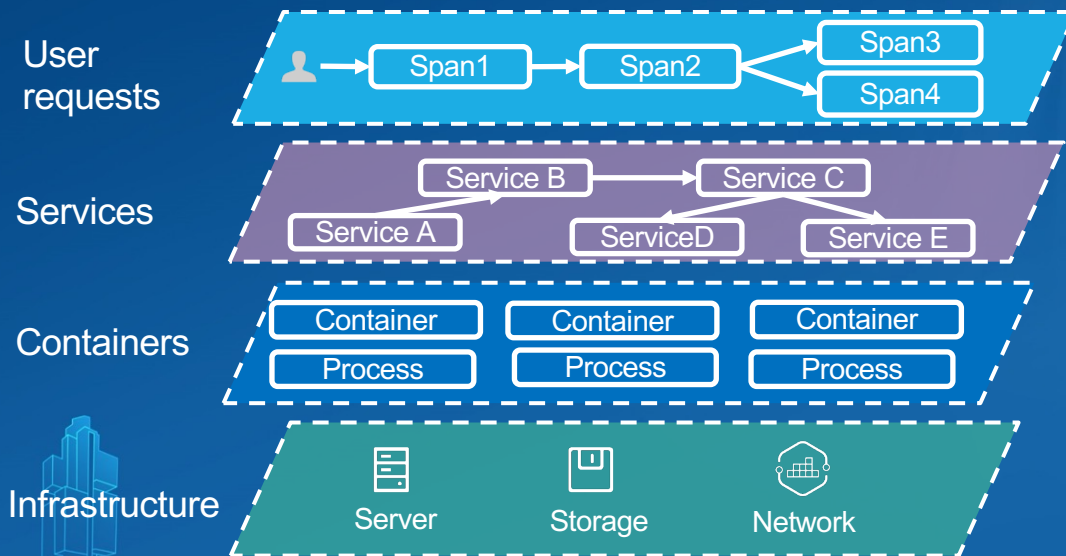 User
requests
Span1
Span2
Span3
Span4
Services
Service B
Service C
Service A
ServiceD
Service E
Containers
Container
Container
Container
Process
Process
Process
Infrastructure
Server
Storage
Network